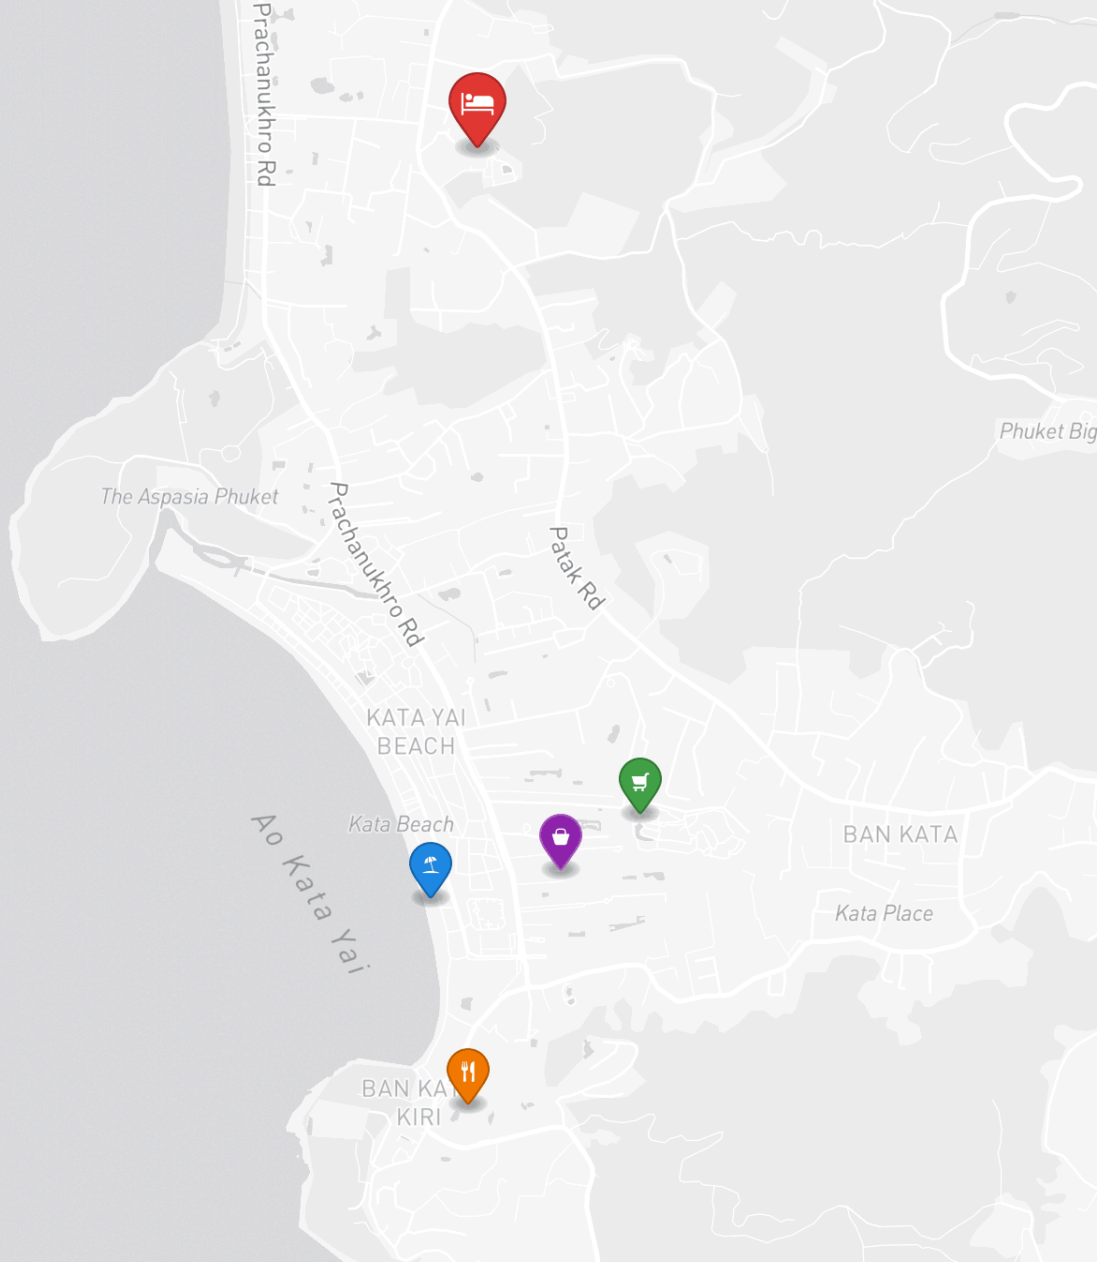 Prachanukhro Rd
Phuket Big
The Aspasia Phuket
Prachanukhro Rd
Patak Rd
KATA YAI
BEACH
Kata Beach
Ao Kata Yai
BAN KATA
Kata Place
BAN KA
KIRI